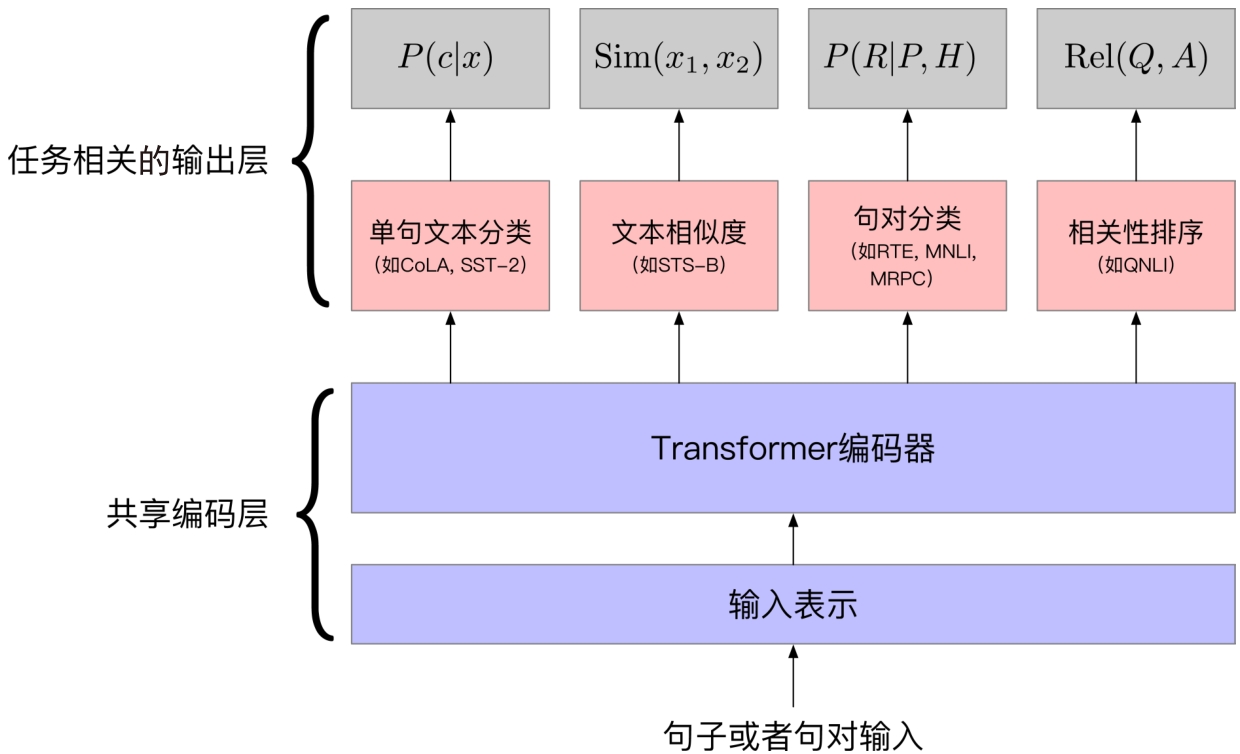 P(c|x)
Sim(x₁, x₂)
P(R|P, H)
Rel(Q, A)
任务相关的输出层
单句文本分类
（如CoLA, SST-2）
文本相似度
（如STS-B）
句对分类
（如RTE, MNLI,
MRPC）
相关性排序
（如QNLI）
共享编码层
Transformer编码器
输入表示
句子或者句对输入